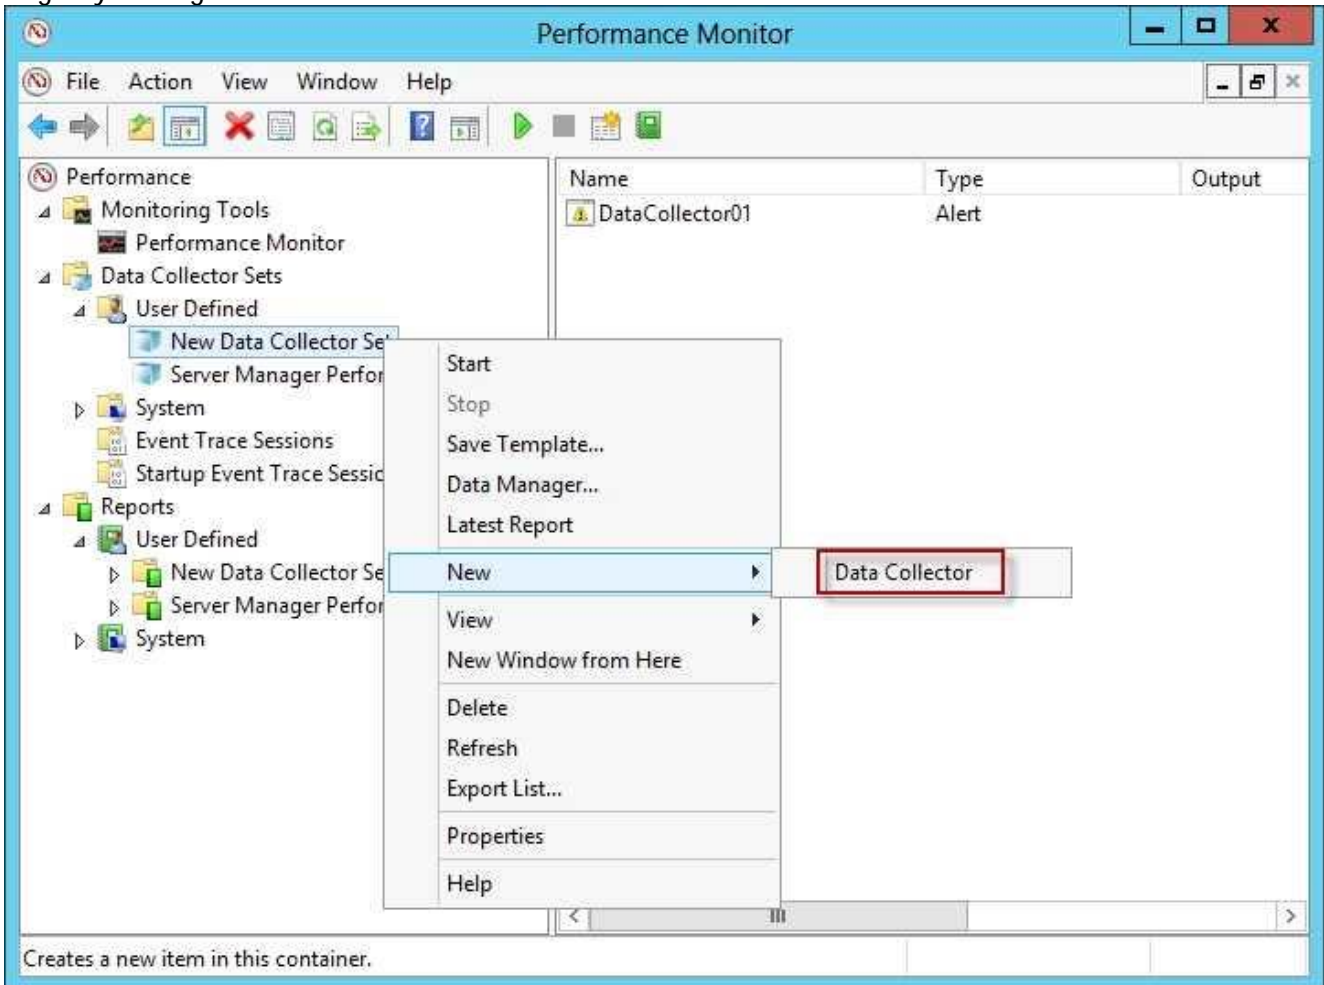 Performance Monitor
File Action View Window Help
Performance
Monitoring Tools
Performance Monitor
Data Collector Sets
User Defined
New Data Collector Se
Server Manager Perfor
System
Event Trace Sessions
Startup Event Trace Sessic
Reports
User Defined
New Data Collector Se
Server Manager Perfor
System
Name Type Output
DataCollector01 Alert
Start
Stop
Save Template...
Data Manager...
Latest Report
New
View
New Window from Here
Delete
Refresh
Export List...
Properties
Help
Data Collector
Creates a new item in this container.